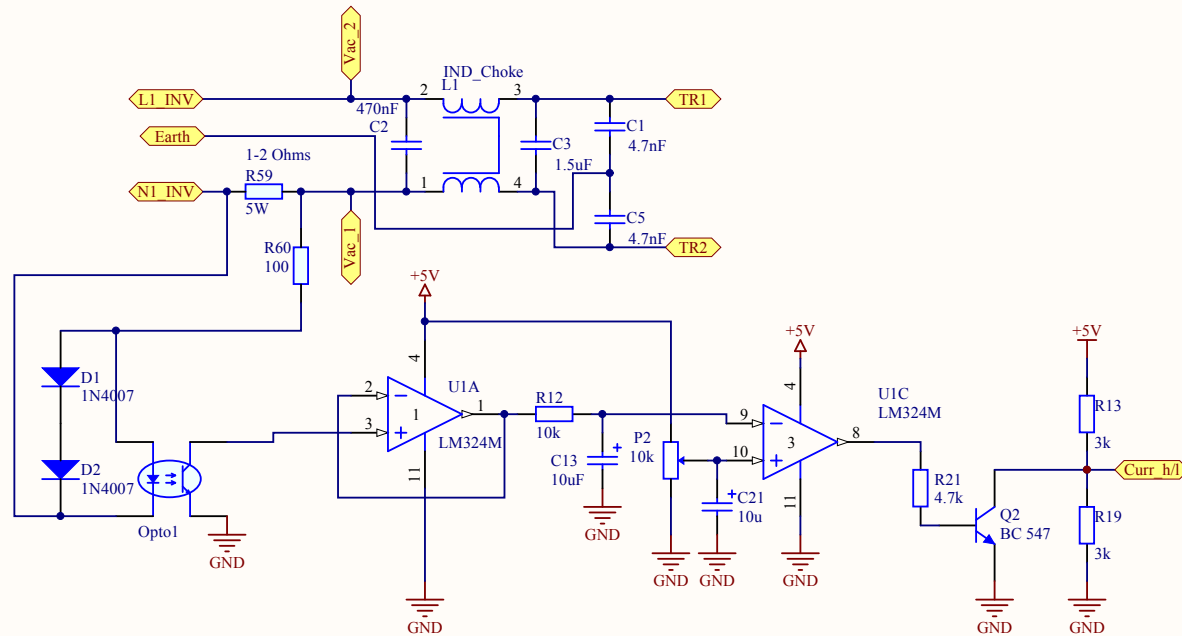 Vac_2
IND_Choke
L1
L1_INV
2
3
TR1
470nF
C2
C1
4.7nF
Earth
C3
1.5uF
1-2 Ohms
R59
N1_INV
5W
1
4
C5
4.7nF
Vac_1
TR2
R60
100
+5V
+5V
+5V
4
4
D1
1N4007
U1A
LM324M
2
3
1
1
R12
10k
U1C
LM324M
9
10
3
8
R13
3k
P2
10k
C13
+
10uF
+
C21
10u
11
11
D2
1N4007
Opto1
GND
R21
4.7k
Curr_h/l
Q2
BC 547
R19
3k
GND
GND
GND
GND
GND
GND
GND